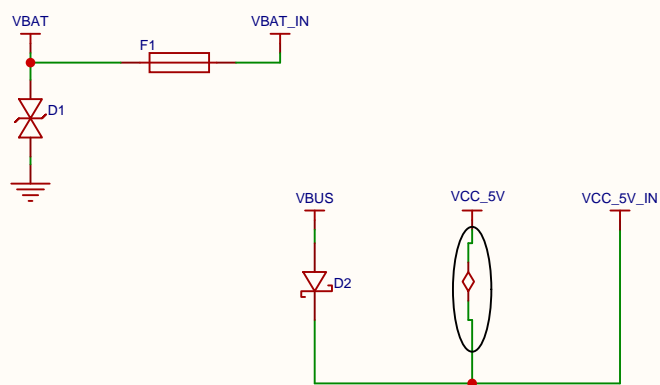 VBAT
VBAT_IN
F1
D1
VBUS
VCC_5V
VCC_5V_IN
D2